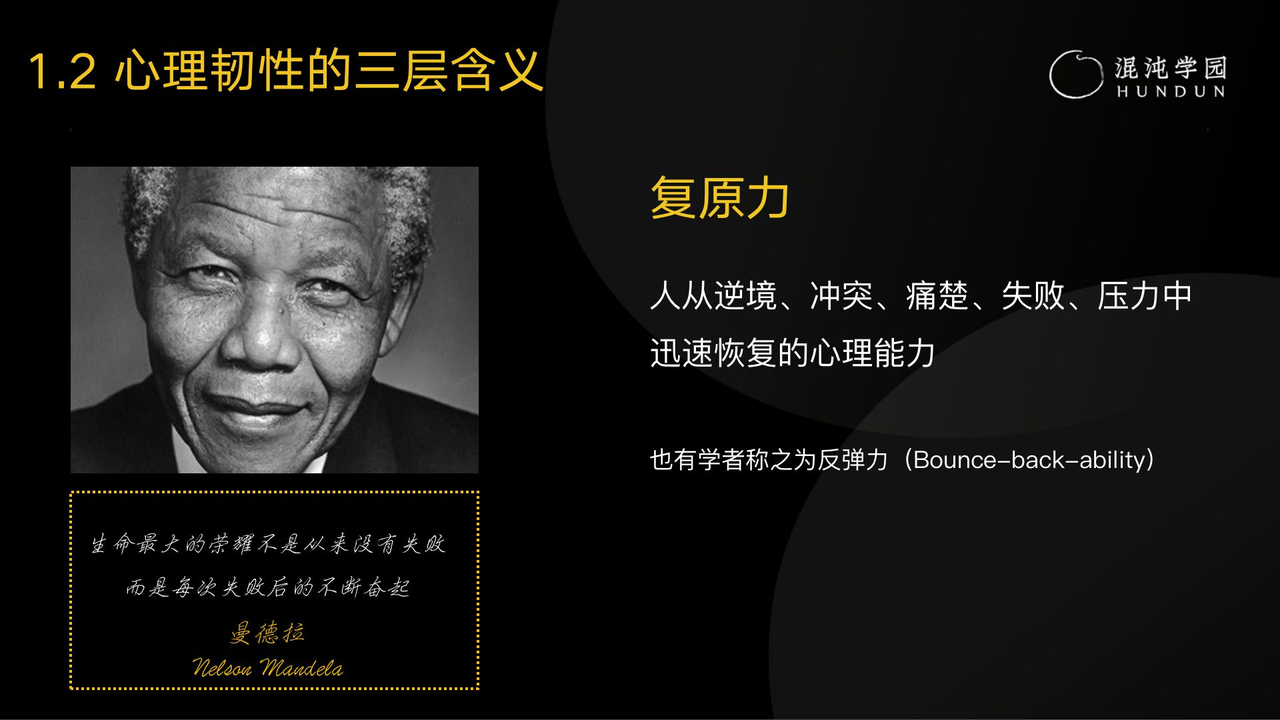 1.2 心理韧性的三层含义
混沌学园
HUNDUN
复原力
人从逆境、冲突、痛楚、失败、压力中
迅速恢复的心理能力
也有学者称之为反弹力（Bounce-back-ability）
生命最大的荣耀不是从来没有失败
而是每次失败后的不断奋起
曼德拉
Nelson Mandela